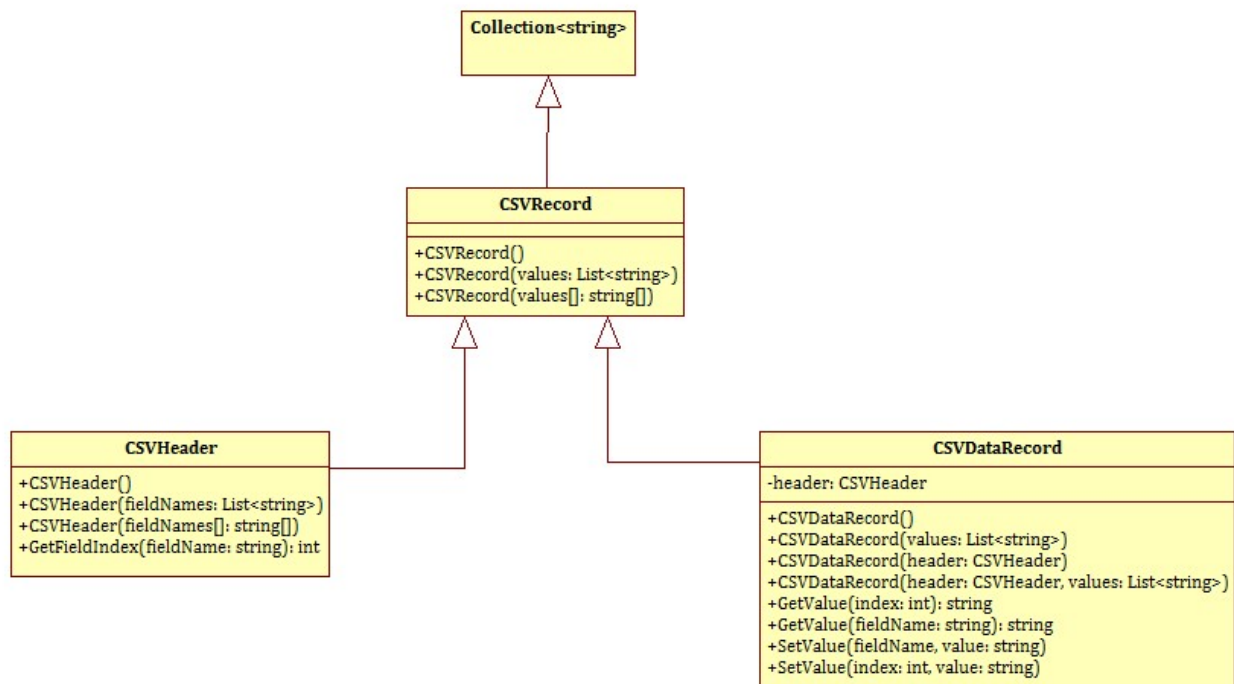 Collection<string>
CSVRecord
+CSVRecord()
+CSVRecord(values: List<string>)
+CSVRecord(values[]: string[])
CSVHeader
+CSVHeader()
+CSVHeader(fieldNames: List<string>)
+CSVHeader(fieldNames[]: string[])
+GetFieldIndex(fieldName: string): int
CSVDataRecord
-header: CSVHeader
+CSVDataRecord()
+CSVDataRecord(values: List<string>)
+CSVDataRecord(header: CSVHeader)
+CSVDataRecord(header: CSVHeader, values: List<string>)
+GetValue(index: int): string
+GetValue(fieldName: string): string
+SetValue(fieldName, value: string)
+SetValue(index: int, value: string)